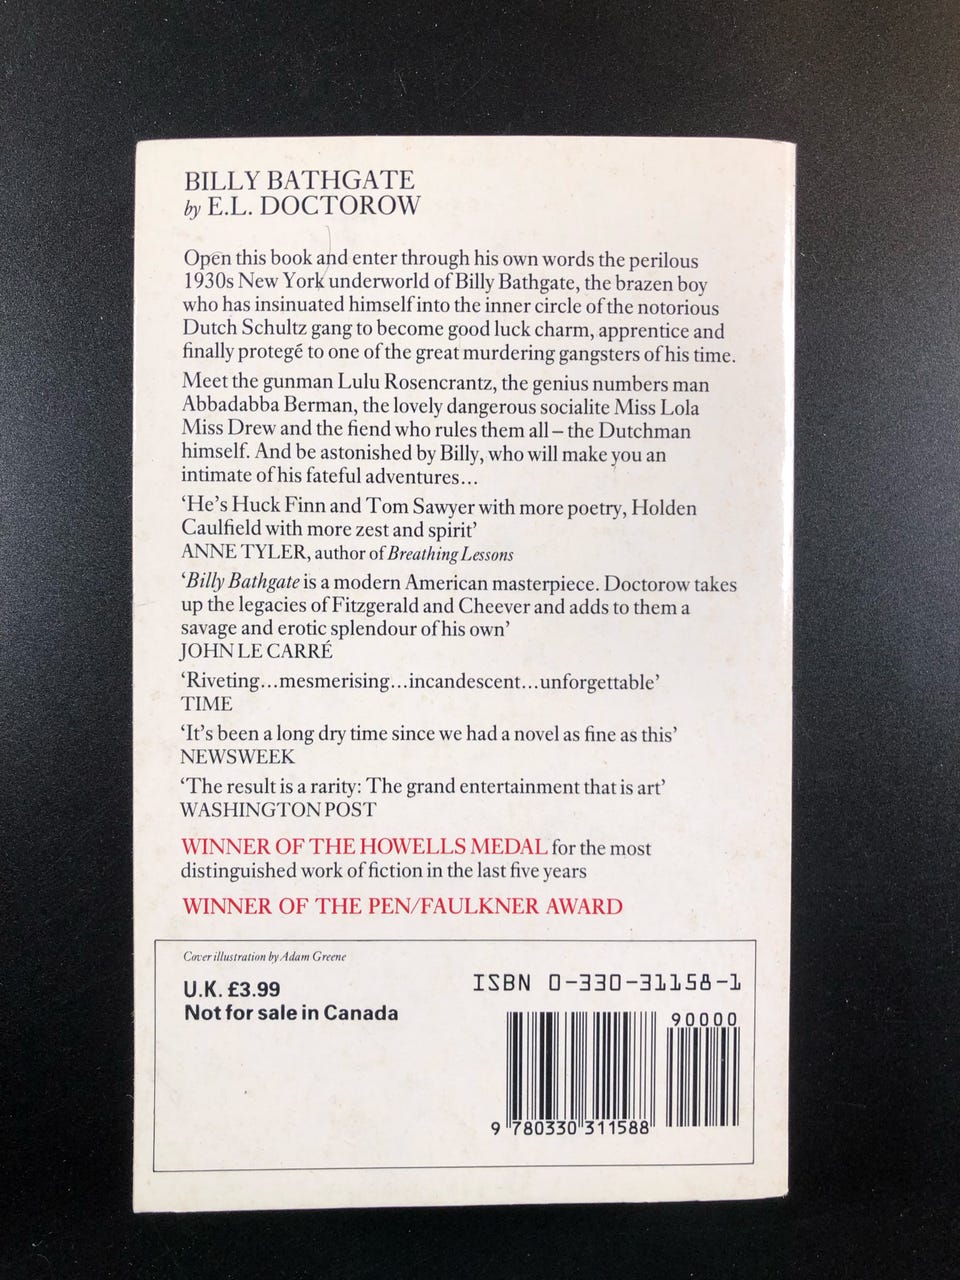 BILLY BATHGATE
by E.L. DOCTOROW
Open this book and enter through his own words the perilous
1930s New York underworld of Billy Bathgate, the brazen boy
who has insinuated himself into the inner circle of the notorious
Dutch Schultz gang to become good luck charm, apprentice and
finally protegé to one of the great murdering gangsters of his time.
Meet the gunman Lulu Rosencrantz, the genius numbers man
Abbadabba Berman, the lovely dangerous socialite Miss Lola
Miss Drew and the fiend who rules them all – the Dutchman
himself. And be astonished by Billy, who will make you an
intimate of his fateful adventures...
‘He’s Huck Finn and Tom Sawyer with more poetry, Holden
Caulfield with more zest and spirit’
ANNE TYLER, author of Breathing Lessons
‘Billy Bathgate is a modern American masterpiece. Doctorow takes
up the legacies of Fitzgerald and Cheever and adds to them a
savage and erotic splendour of his own’
JOHN LE CARRÉ
‘Riveting...mesmerising...incandescent...unforgettable’
TIME
‘It’s been a long dry time since we had a novel as fine as this’
NEWSWEEK
‘The result is a rarity: The grand entertainment that is art’
WASHINGTON POST
WINNER OF THE HOWELLS MEDAL for the most
distinguished work of fiction in the last five years
WINNER OF THE PEN/FAULKNER AWARD
Cover illustration by Adam Greene
U.K. £3.99
Not for sale in Canada
ISBN 0-330-31158-1
90000
9 780330 311588